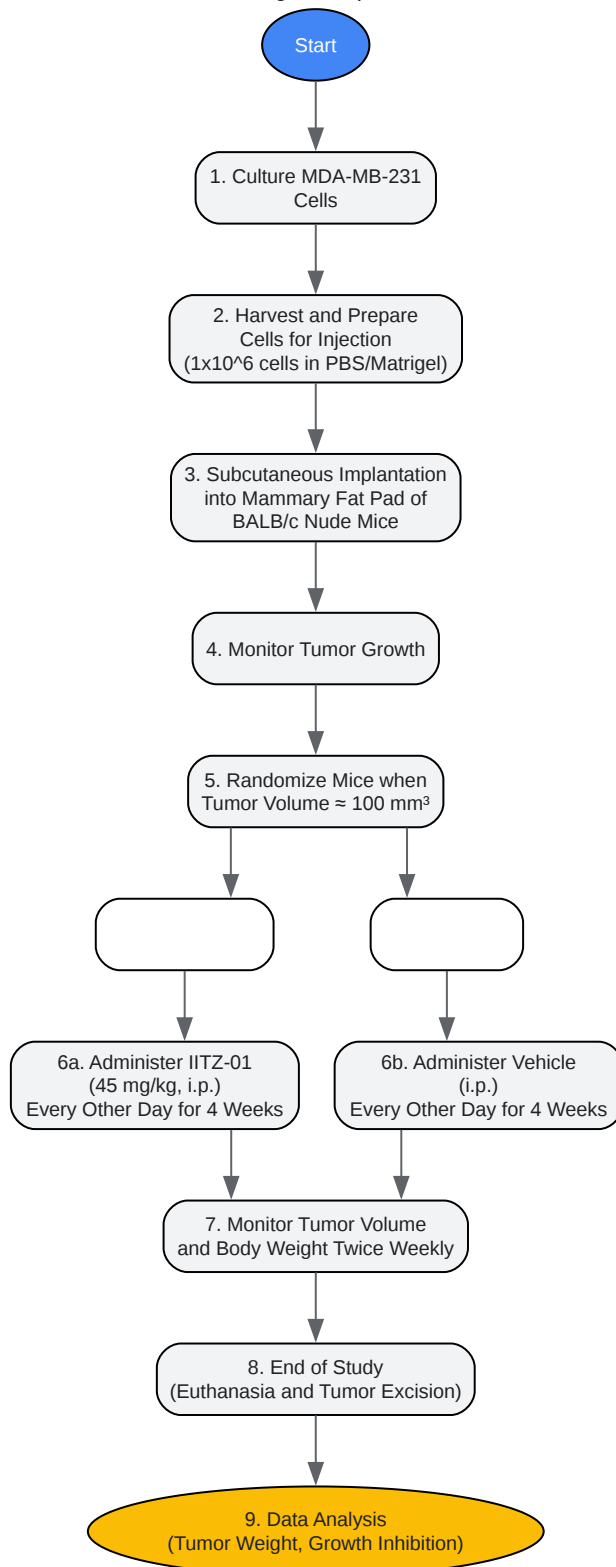 Start
1. Culture MDA-MB-231
Cells
2. Harvest and Prepare
Cells for Injection
(1x10^6 cells in PBS/Matrigel)
3. Subcutaneous Implantation
into Mammary Fat Pad of
BALB/c Nude Mice
4. Monitor Tumor Growth
5. Randomize Mice when
Tumor Volume ≈ 100 mm³
6a. Administer IITZ-01
(45 mg/kg, i.p.)
Every Other Day for 4 Weeks
6b. Administer Vehicle
(i.p.)
Every Other Day for 4 Weeks
7. Monitor Tumor Volume
and Body Weight Twice Weekly
8. End of Study
(Euthanasia and Tumor Excision)
9. Data Analysis
(Tumor Weight, Growth Inhibition)